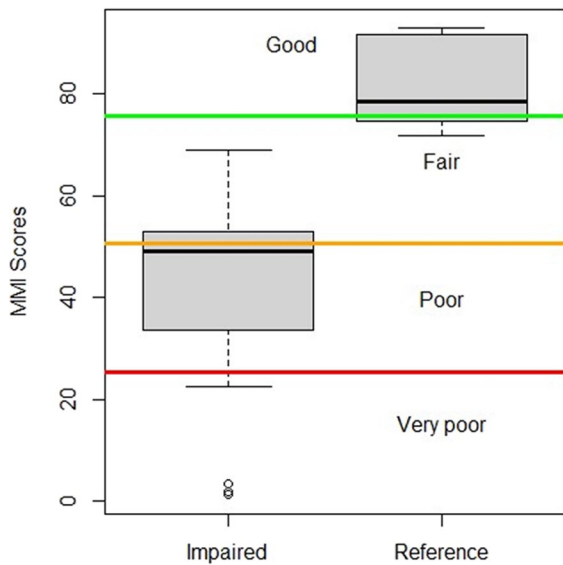 Good
80
Fair
60
MMI Scores
40
Poor
20
Very poor
0
Impaired
Reference